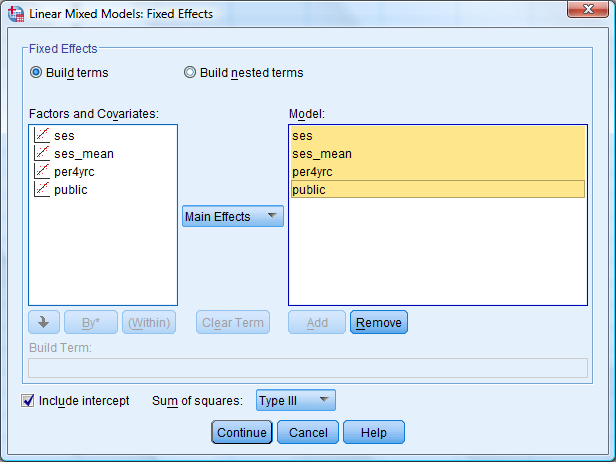 Linear Mixed Models: Fixed Effects
Fixed Effects
Build terms
Build nested terms
Factors and Covariates:
Model:
ses
ses_mean
per4yrc
public
Main Effects
ses
ses_mean
per4yrc
public
By*
(Within)
Clear Term
Add
Remove
Build Term:
Include intercept
Sum of squares:
Type III
Continue
Cancel
Help